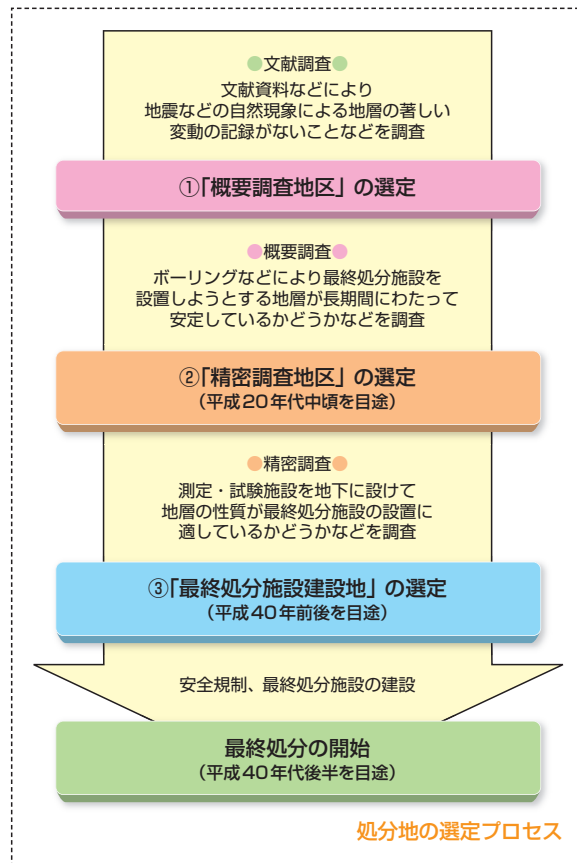 ●文献調査●
文献資料などにより
地震などの自然現象による地層の著しい
変動の記録がないことなどを調査
①「概要調査地区」の選定
●概要調査●
ボーリングなどにより最終処分施設を
設置しようとする地層が長期間にわたって
安定しているかどうかなどを調査
②「精密調査地区」の選定
(平成20年代中頃を目途)
●精密調査●
測定・試験施設を地下に設けて
地層の性質が最終処分施設の設置に
適しているかどうかなどを調査
③「最終処分施設建設地」の選定
(平成40年前後を目途)
安全規制、最終処分施設の建設
最終処分の開始
(平成40年代後半を目途)
処分地の選定プロセス